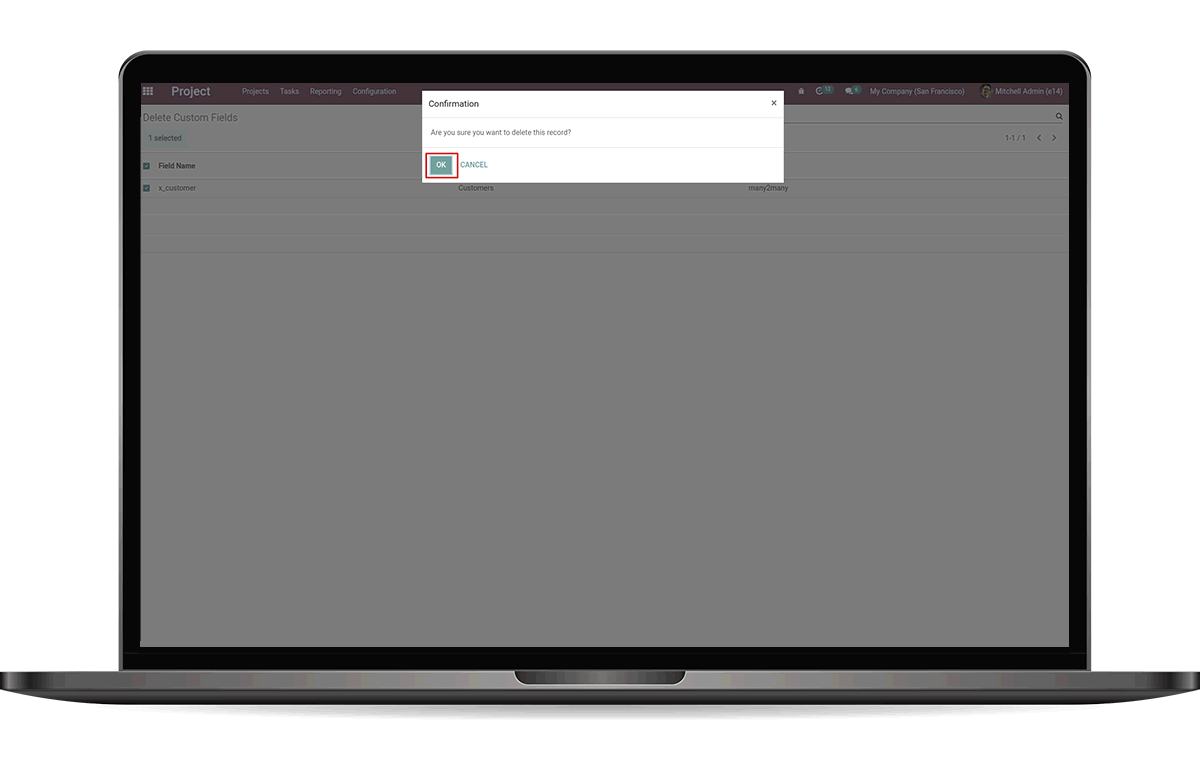 Project Projects Tasks Reporting Configuration 12 6 My Company (San Francisco) Mitchell Admin (e14)
Delete Custom Fields
1 selected
1-1 / 1
Confirmation ×
Are you sure you want to delete this record?
OK CANCEL
Field Name
x_customer Customers many2many